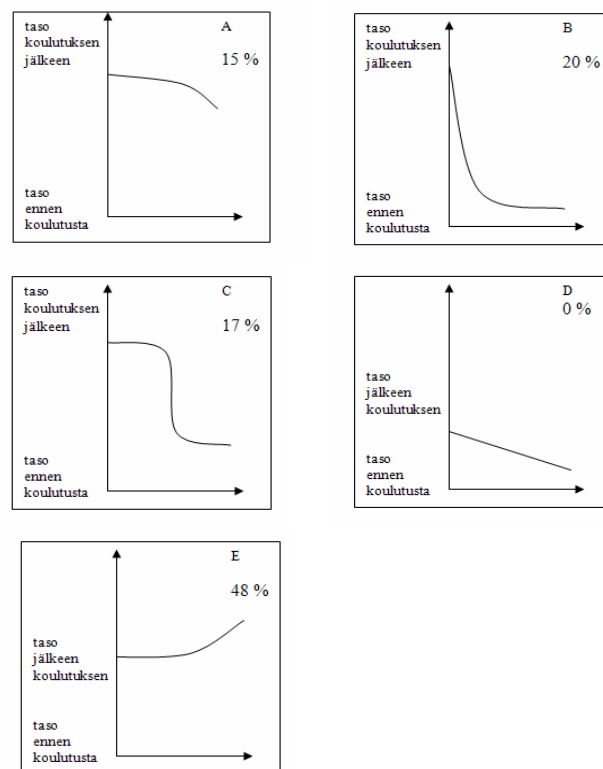 taso
koulutuksen
jälkeen
A
15 %
taso
ennen
koulutusta
taso
koulutuksen
jälkeen
B
20 %
taso
ennen
koulutusta
taso
koulutuksen
jälkeen
C
17 %
taso
ennen
koulutusta
D
0 %
taso
jälkeen
koulutuksen
taso
ennen
koulutusta
E
48 %
taso
jälkeen
koulutuksen
taso
ennen
koulutusta